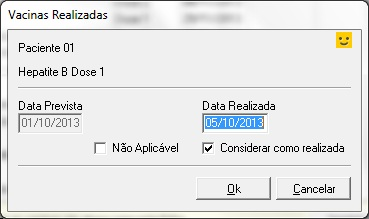 Vacinas Realizadas
Paciente 01
Hepatite B Dose 1
Data Prevista Data Realizada
01/10/2013 05/10/2013
Não Aplicável Considerar como realizada
Ok Cancelar